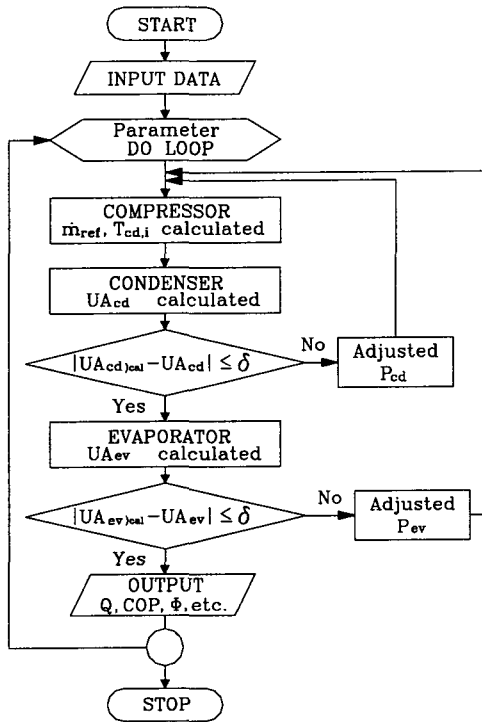 START
INPUT DATA
Parameter
DO LOOP
COMPRESSOR
ṁref, Tcd,i calculated
CONDENSER
UAcd calculated
|UAcd)cal−UAcd| ≤ δ
No
Adjusted
Pcd
Yes
EVAPORATOR
UAev calculated
|UAev)cal−UAev| ≤ δ
No
Adjusted
Pev
Yes
OUTPUT
Q, COP, Φ, etc.
STOP